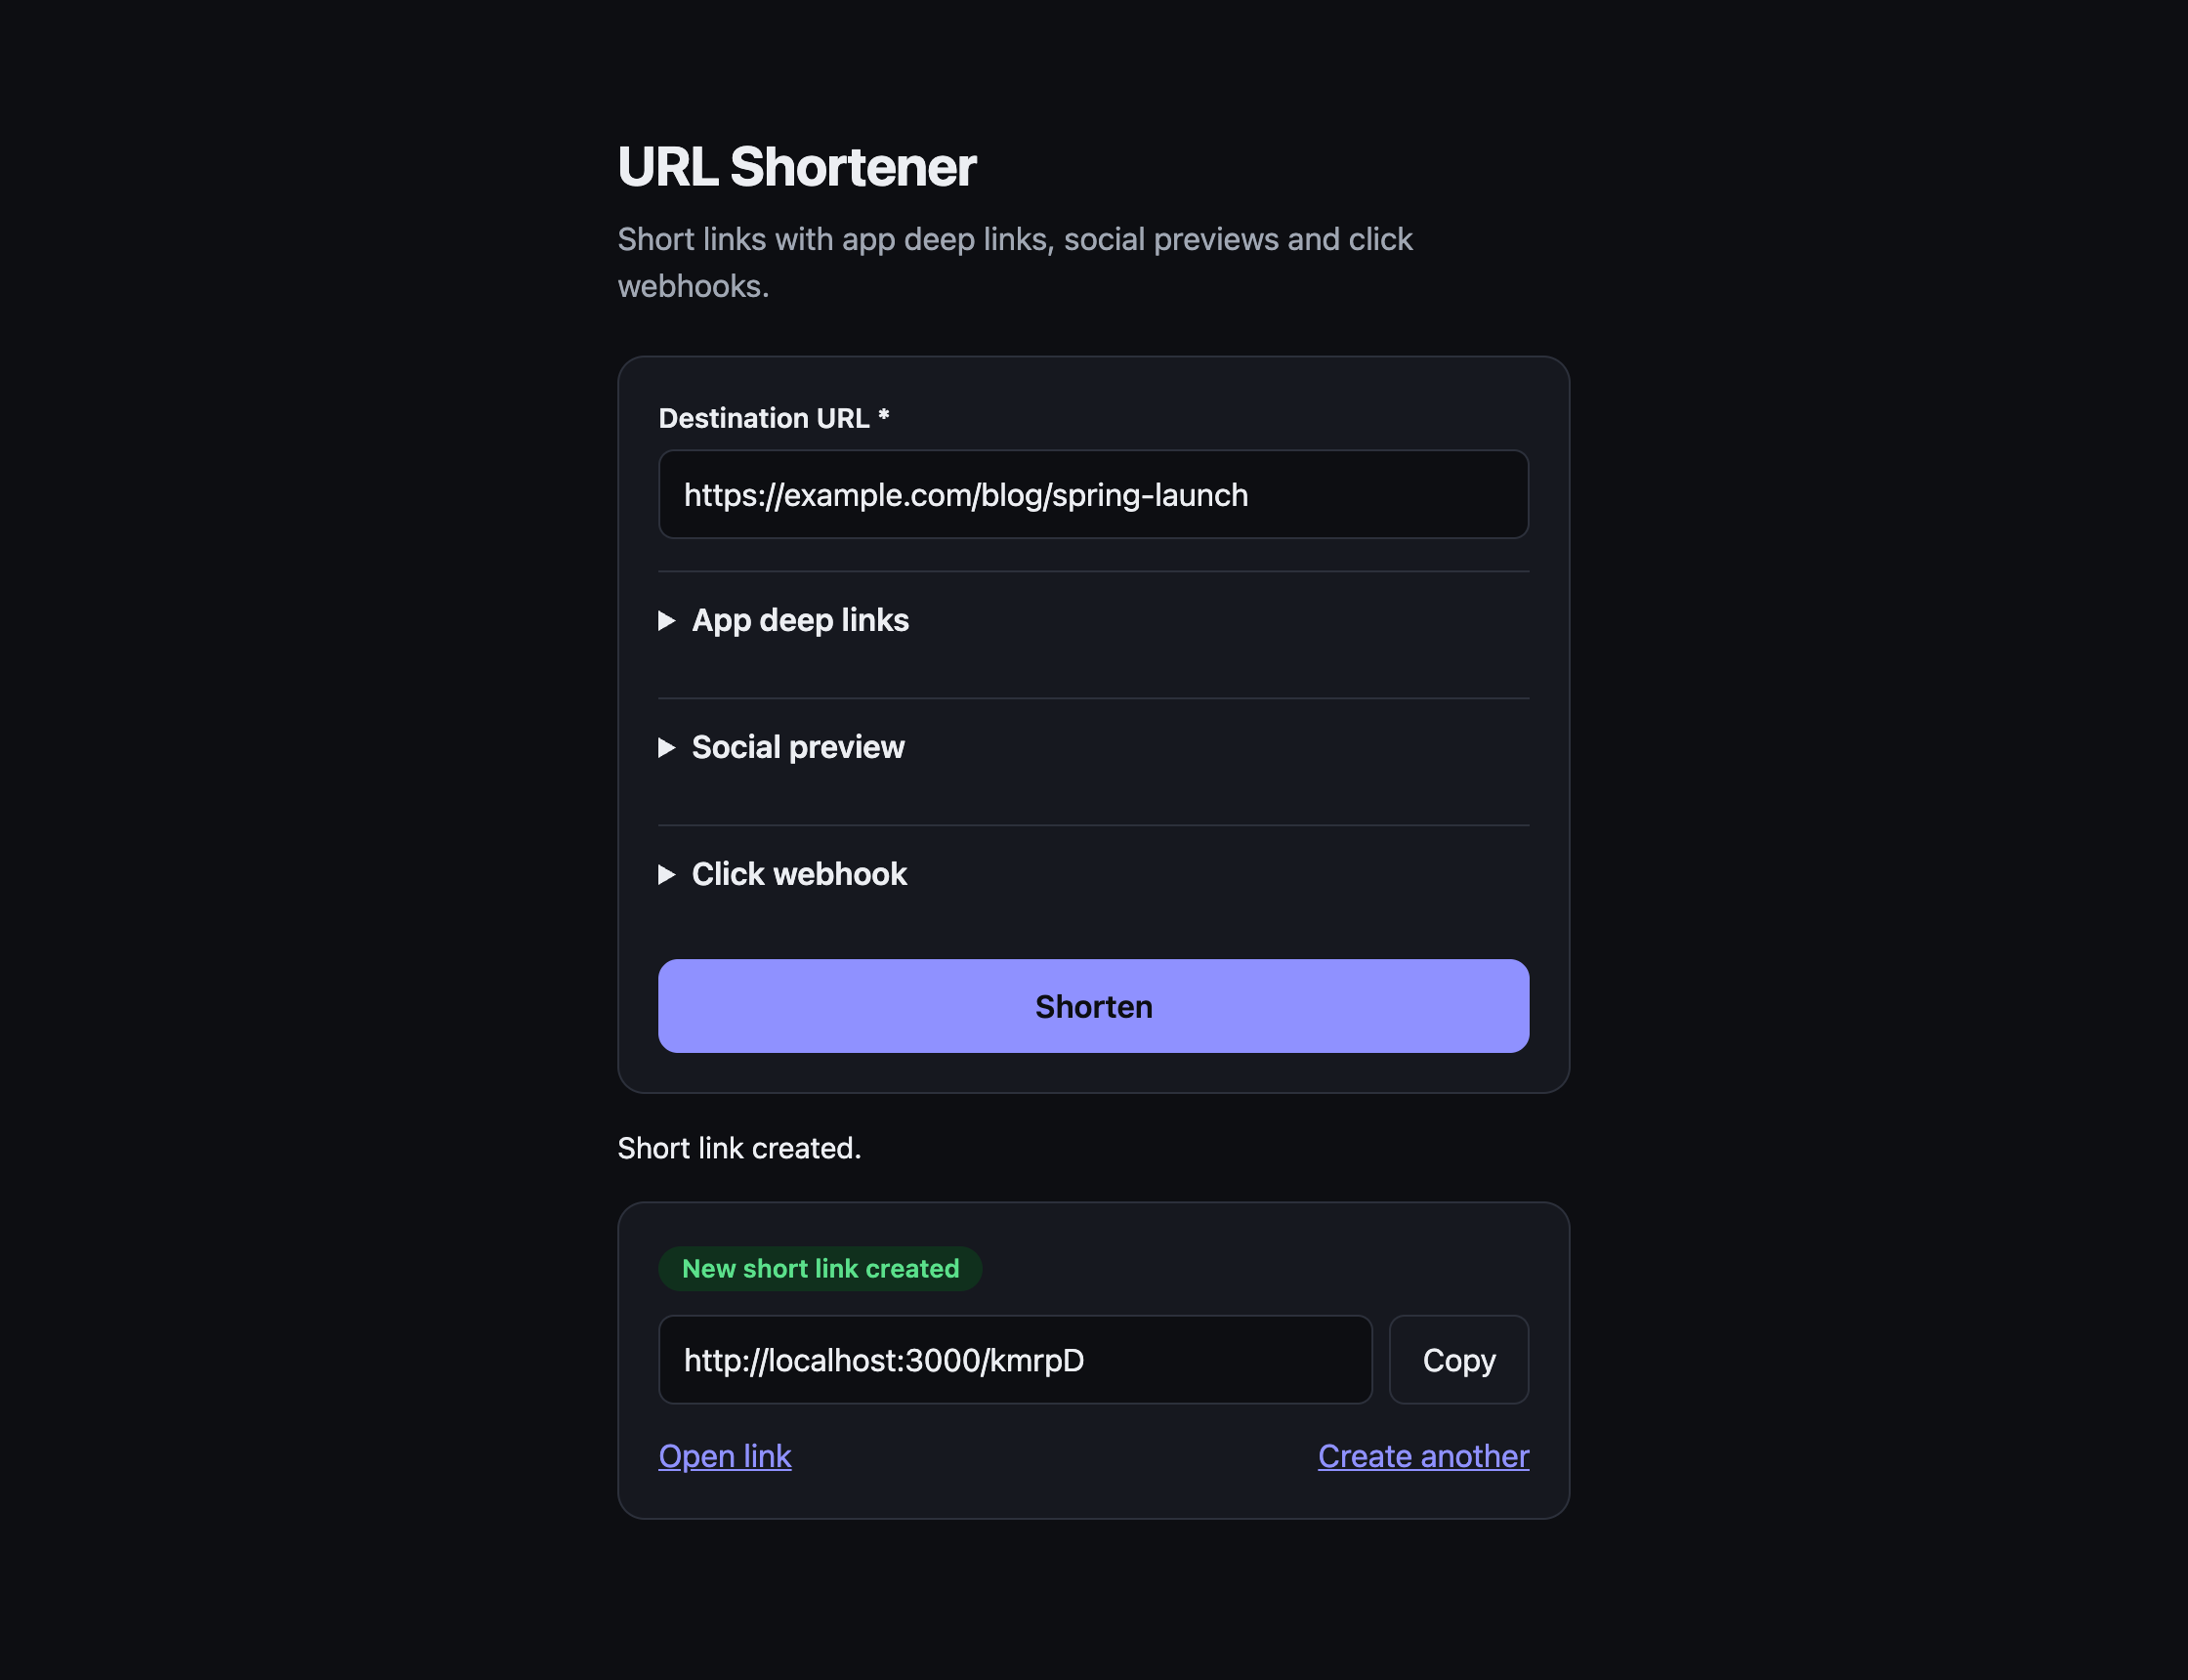 URL Shortener
Short links with app deep links, social previews and click
webhooks.
Destination URL *
https://example.com/blog/spring-launch
App deep links
Social preview
Click webhook
Shorten
Short link created.
New short link created
http://localhost:3000/kmrpD
Copy
Open link
Create another